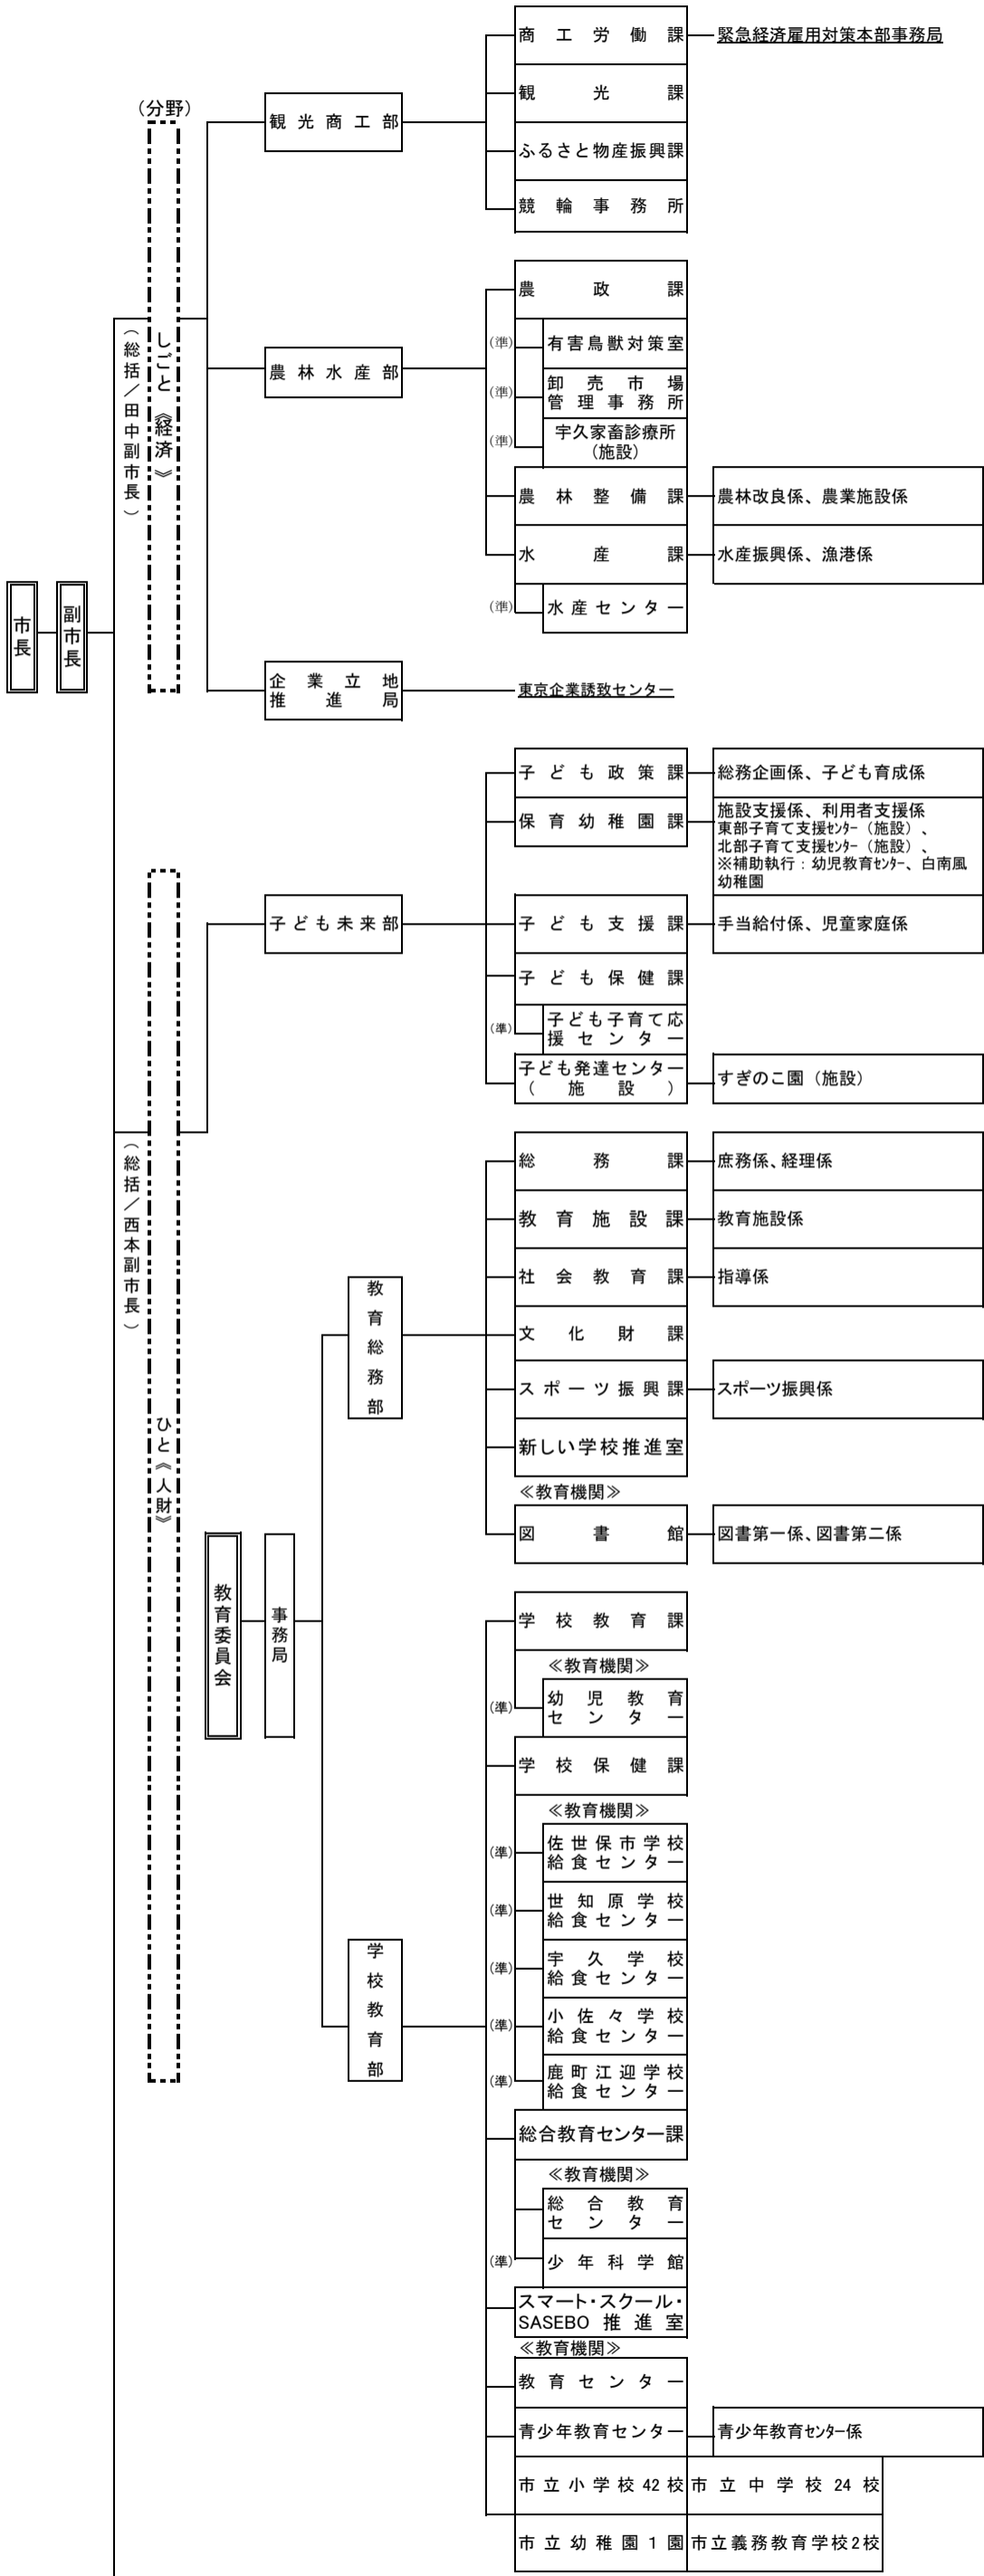 商工労働課
緊急経済雇用対策本部事務局
観光課
(分野)
観光商工部
ふるさと物産振興課
競輪事務所
農政課
(準)
有害鳥獣対策室
農林水産部
(準)
卸売市場
管理事務所
(準)
宇久家畜診療所
(施設)
農林整備課
農林改良係、農業施設係
水産課
水産振興係、漁港係
(準)
水産センター
しごと《経済》
(総括/田中副市長)
市長
副市長
企業立地
推進局
東京企業誘致センター
子ども政策課
総務企画係、子ども育成係
保育幼稚園課
施設支援係、利用者支援係
東部子育て支援ｾﾝﾀｰ(施設)、
北部子育て支援ｾﾝﾀｰ(施設)、
※補助執行:幼児教育ｾﾝﾀｰ、白南風
幼稚園
子ども未来部
子ども支援課
手当給付係、児童家庭係
子ども保健課
(準)
子ども子育て応
援センター
子ども発達センター
(施設)
すぎのこ園(施設)
(総括/西本副市長)
ひと《人財》
総務課
庶務係、経理係
教育施設課
教育施設係
社会教育課
指導係
教育総務部
文化財課
スポーツ振興課
スポーツ振興係
新しい学校推進室
≪教育機関≫
図書館
図書第一係、図書第二係
教育委員会
事務局
学校教育課
≪教育機関≫
(準)
幼児教育
センター
学校保健課
≪教育機関≫
(準)
佐世保市学校
給食センター
(準)
世知原学校
給食センター
(準)
宇久学校
給食センター
学校教育部
(準)
小佐々学校
給食センター
(準)
鹿町江迎学校
給食センター
総合教育センター課
≪教育機関≫
総合教育
センター
(準)
少年科学館
スマート・スクール・
SASEBO 推進室
≪教育機関≫
教育センター
青少年教育センター
青少年教育ｾﾝﾀｰ係
市立小学校 42 校
市立中学校 24 校
市立幼稚園 1 園
市立義務教育学校2校